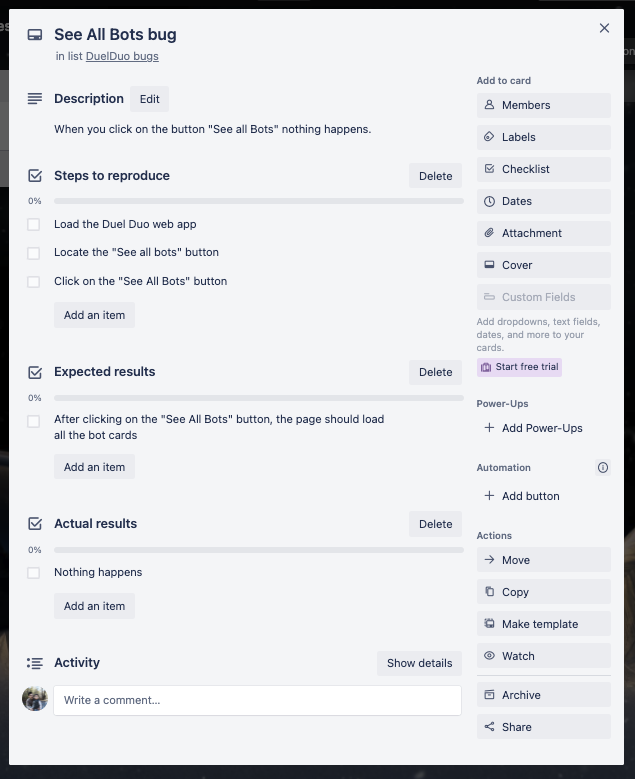 See All Bots bug
in list DuelDuo bugs
Description
Edit
When you click on the button "See all Bots" nothing happens.
Steps to reproduce
Delete
0%
Load the Duel Duo web app
Locate the "See all bots" button
Click on the "See All Bots" button
Add an item
Expected results
Delete
0%
After clicking on the "See All Bots" button, the page should load
all the bot cards
Add an item
Actual results
Delete
0%
Nothing happens
Add an item
Activity
Show details
Write a comment…
Add to card
Members
Labels
Checklist
Dates
Attachment
Cover
Custom Fields
Add dropdowns, text fields,
dates, and more to your
cards.
Start free trial
Power-Ups
Add Power-Ups
Automation
Add button
Actions
Move
Copy
Make template
Watch
Archive
Share